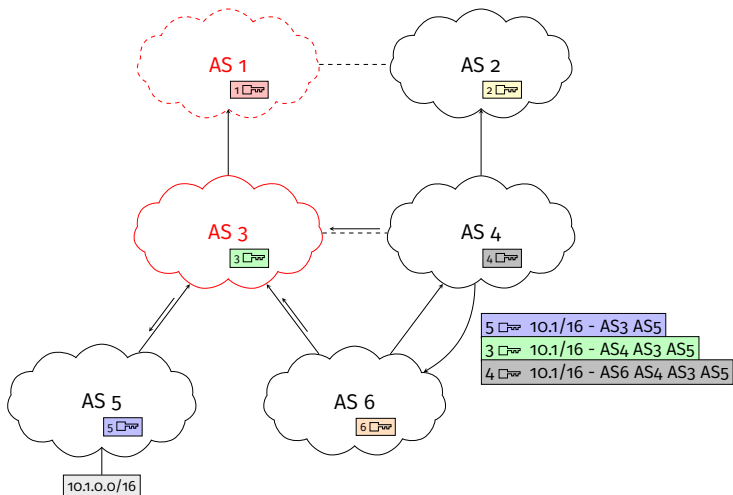 AS 1
1
AS 2
2
AS 3
3
AS 4
4
5 10.1/16 - AS3 AS5
3 10.1/16 - AS4 AS3 AS5
4 10.1/16 - AS6 AS4 AS3 AS5
AS 5
5
AS 6
6
10.1.0.0/16